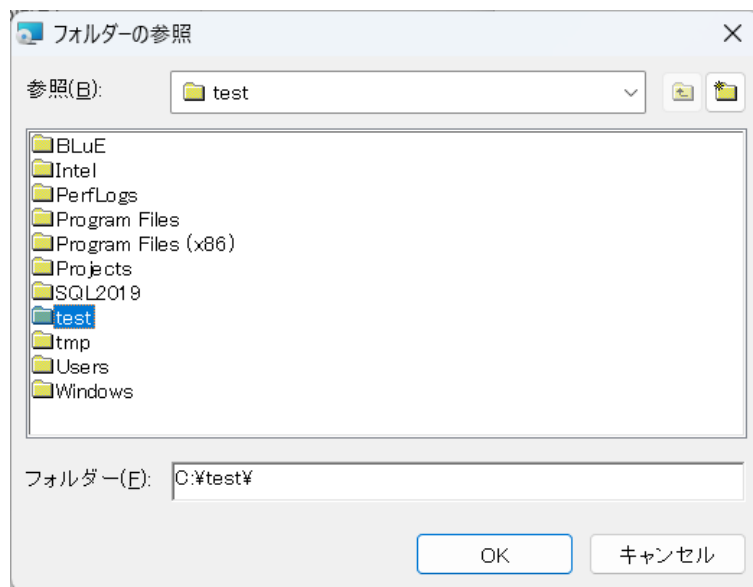 フォルダーの参照
参照(B):
test
BLuE
Intel
PerfLogs
Program Files
Program Files (x86)
Projects
SQL2019
test
tmp
Users
Windows
フォルダー(F):
C:¥test¥
OK
キャンセル